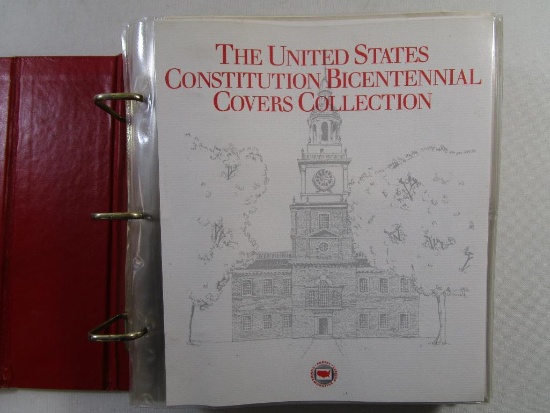 THE UNITED STATES
CONSTITUTION BICENTENNIAL
COVERS COLLECTION